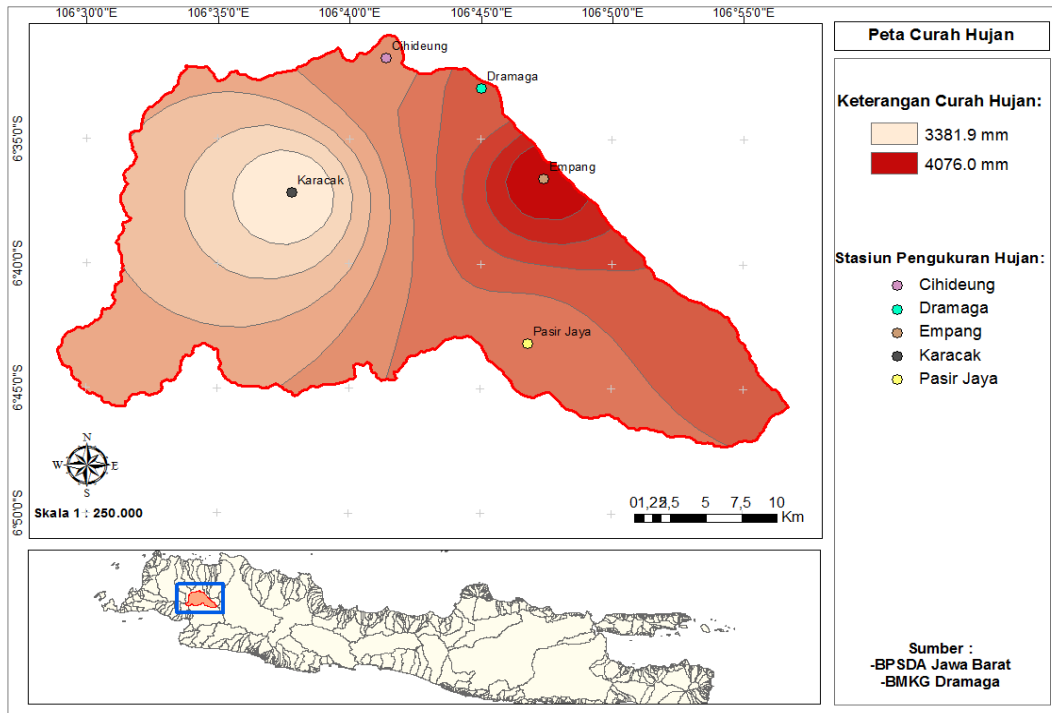 106°30'0"E 106°35'0"E 106°40'0"E 106°45'0"E 106°50'0"E 106°55'0"E
Peta Curah Hujan
Cihideung
Dramaga
Keterangan Curah Hujan:
3381.9 mm
4076.0 mm
6°35'0"S
Empang
Karacak
6°40'0"S
Stasiun Pengukuran Hujan:
Cihideung
Dramaga
Empang
Karacak
Pasir Jaya
Pasir Jaya
6°45'0"S
N
W E
S
6°50'0"S
Skala 1 : 250.000
0 1,25 2,5 5 7,5 10
Km
Sumber :
-BPSDA Jawa Barat
-BMKG Dramaga